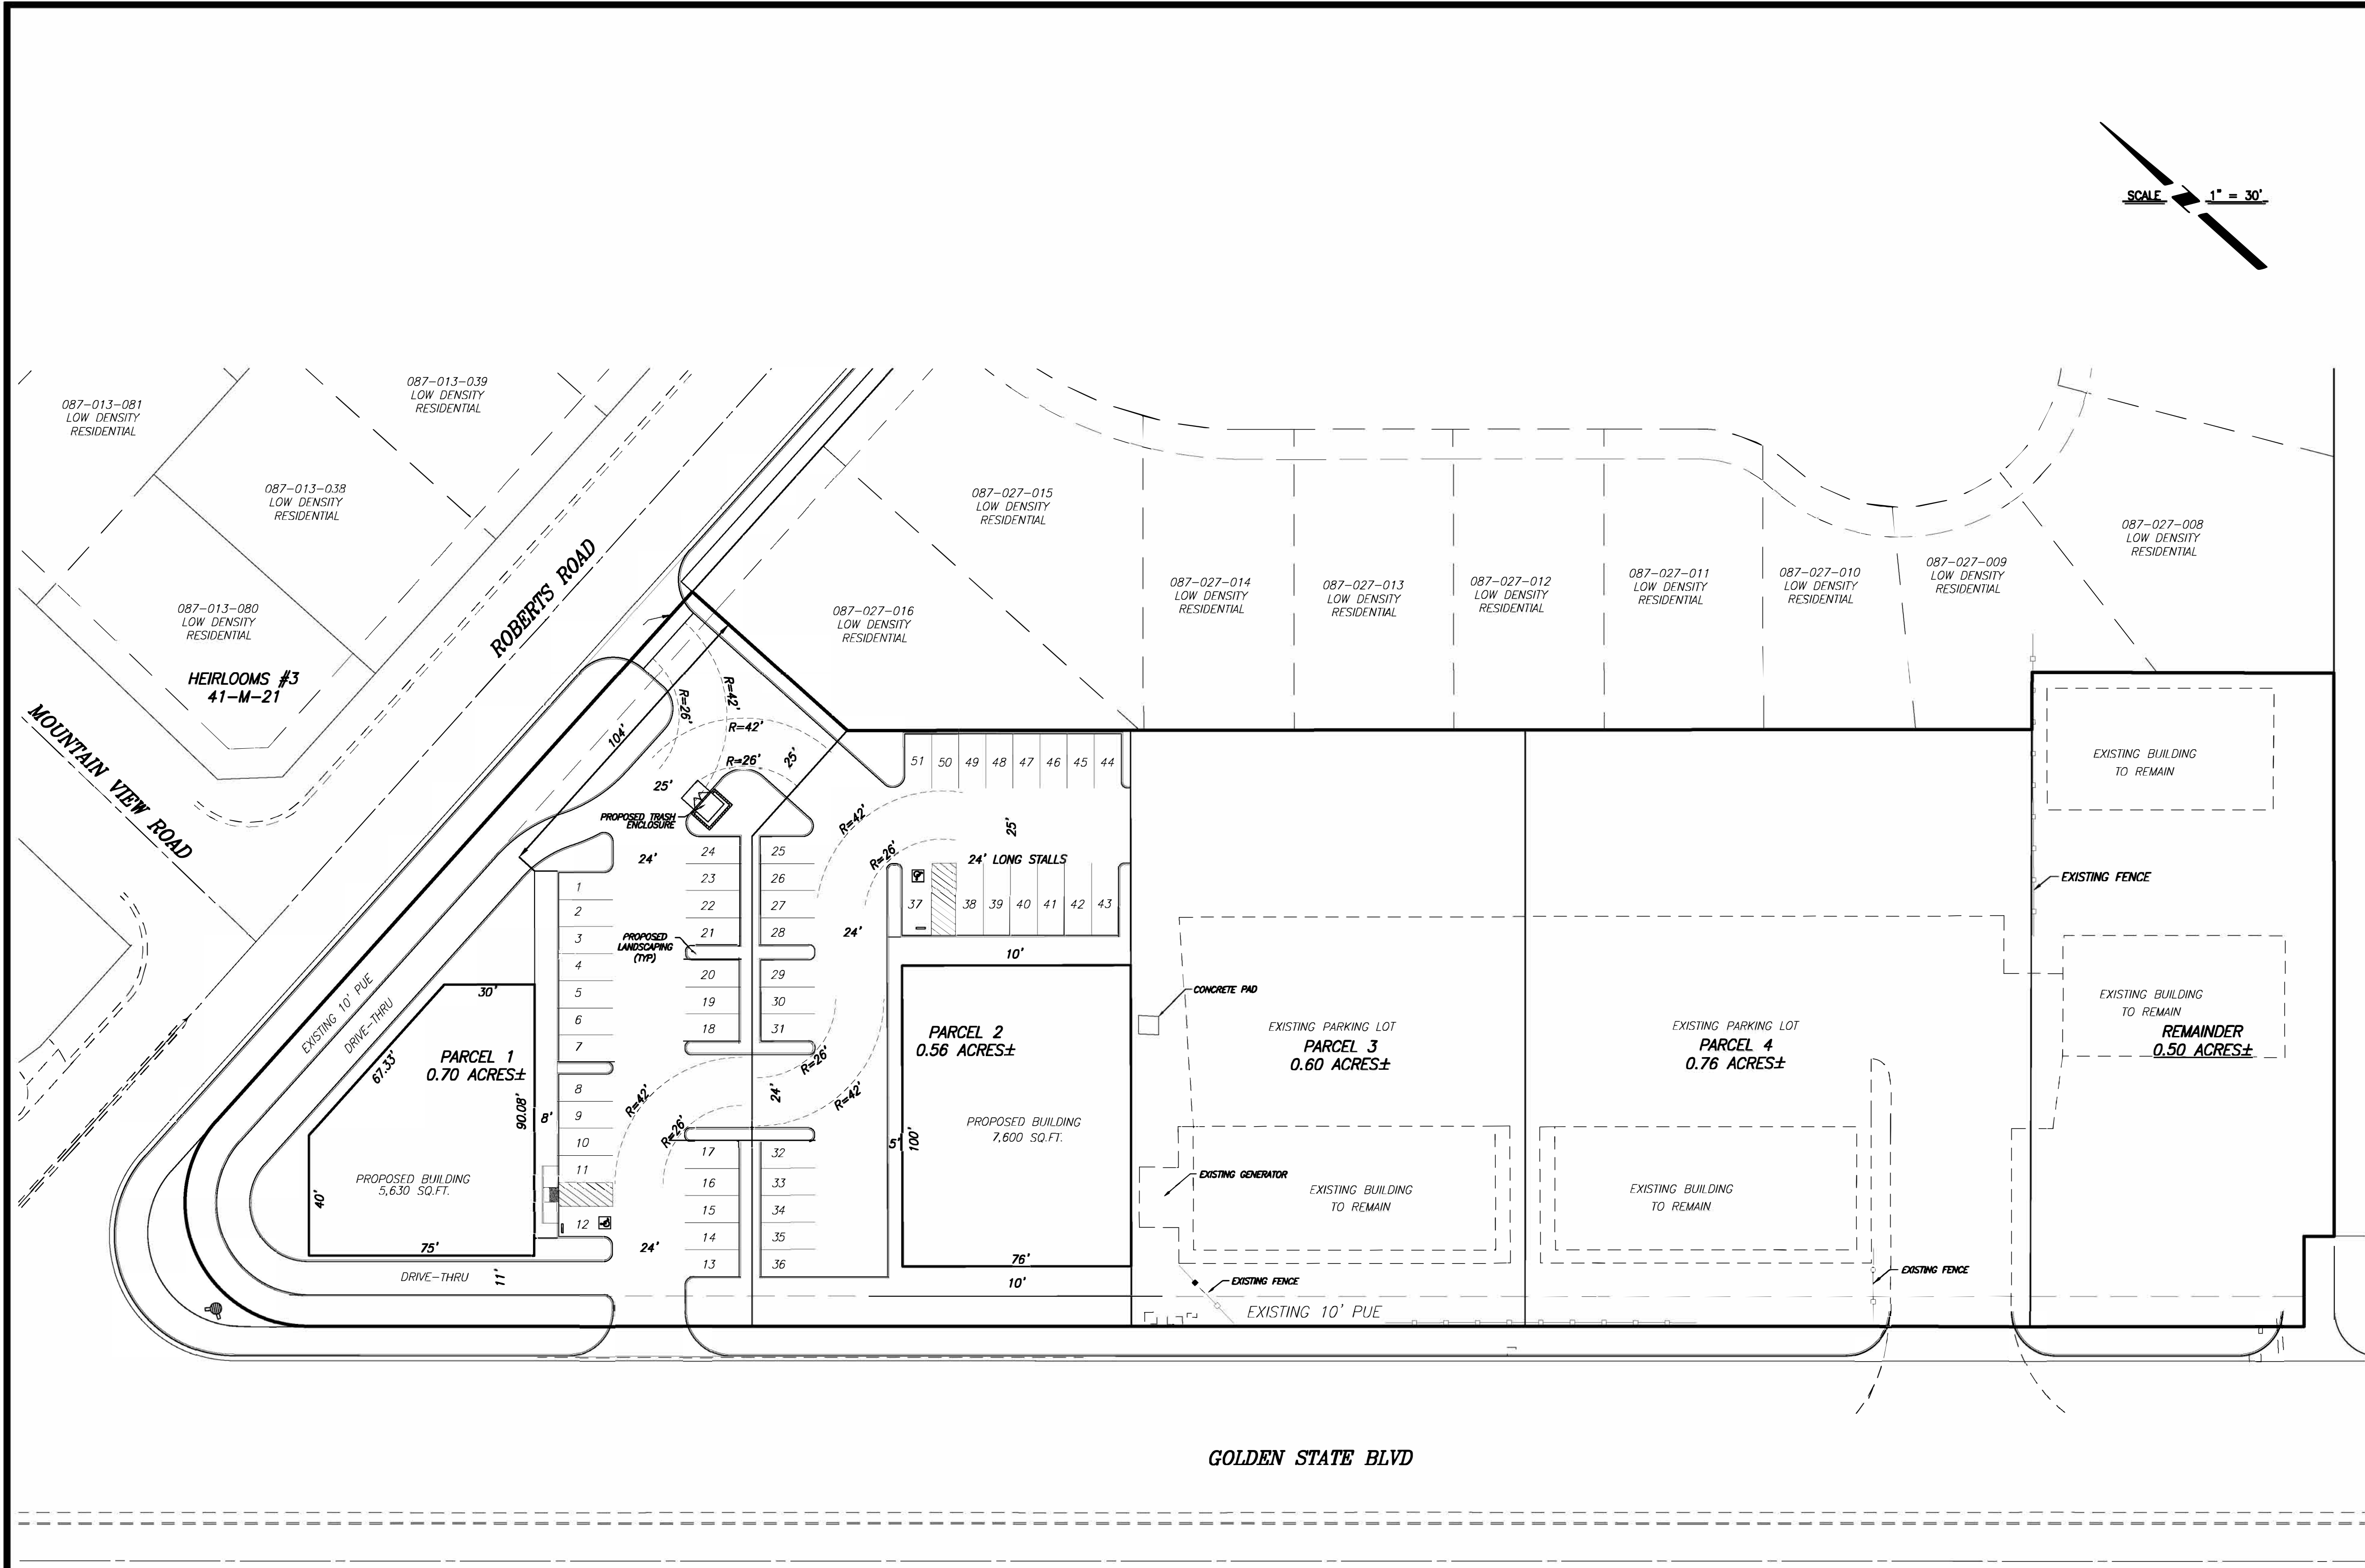 SCALE 1" = 30'
087-013-081
LOW DENSITY
RESIDENTIAL
087-013-039
LOW DENSITY
RESIDENTIAL
087-013-038
LOW DENSITY
RESIDENTIAL
087-013-080
LOW DENSITY
RESIDENTIAL
HEIRLOOMS #3
41-M-21
MOUNTAIN VIEW ROAD
ROBERTS ROAD
087-027-016
LOW DENSITY
RESIDENTIAL
087-027-015
LOW DENSITY
RESIDENTIAL
087-027-014
LOW DENSITY
RESIDENTIAL
087-027-013
LOW DENSITY
RESIDENTIAL
087-027-012
LOW DENSITY
RESIDENTIAL
087-027-011
LOW DENSITY
RESIDENTIAL
087-027-010
LOW DENSITY
RESIDENTIAL
087-027-009
LOW DENSITY
RESIDENTIAL
087-027-008
LOW DENSITY
RESIDENTIAL
104'
R=26'
R=42'
R=42'
R=26'
25'
25'
PROPOSED TRASH
ENCLOSURE
24'
1
2
3
4
5
6
7
8
9
10
11
12
24
23
22
21
20
19
18
17
16
15
14
13
25
26
27
28
29
30
31
32
33
34
35
36
PROPOSED
LANDSCAPING
(TYP)
51
50
49
48
47
46
45
44
R=42'
R=26'
25'
24' LONG STALLS
37
38
39
40
41
42
43
24'
10'
EXISTING 10' PUE
DRIVE-THRU
67.33'
30'
PARCEL 1
0.70 ACRES±
90.08'
8'
PROPOSED BUILDING
5,630 SQ.FT.
40'
75'
DRIVE-THRU
11'
24'
R=42'
R=26'
24'
R=26'
R=42'
PARCEL 2
0.56 ACRES±
5'
100'
PROPOSED BUILDING
7,600 SQ.FT.
76'
10'
CONCRETE PAD
EXISTING PARKING LOT
PARCEL 3
0.60 ACRES±
EXISTING GENERATOR
EXISTING BUILDING
TO REMAIN
EXISTING FENCE
EXISTING 10' PUE
EXISTING PARKING LOT
PARCEL 4
0.76 ACRES±
EXISTING BUILDING
TO REMAIN
EXISTING FENCE
EXISTING BUILDING
TO REMAIN
EXISTING FENCE
EXISTING BUILDING
TO REMAIN
REMAINDER
0.50 ACRES±
GOLDEN STATE BLVD